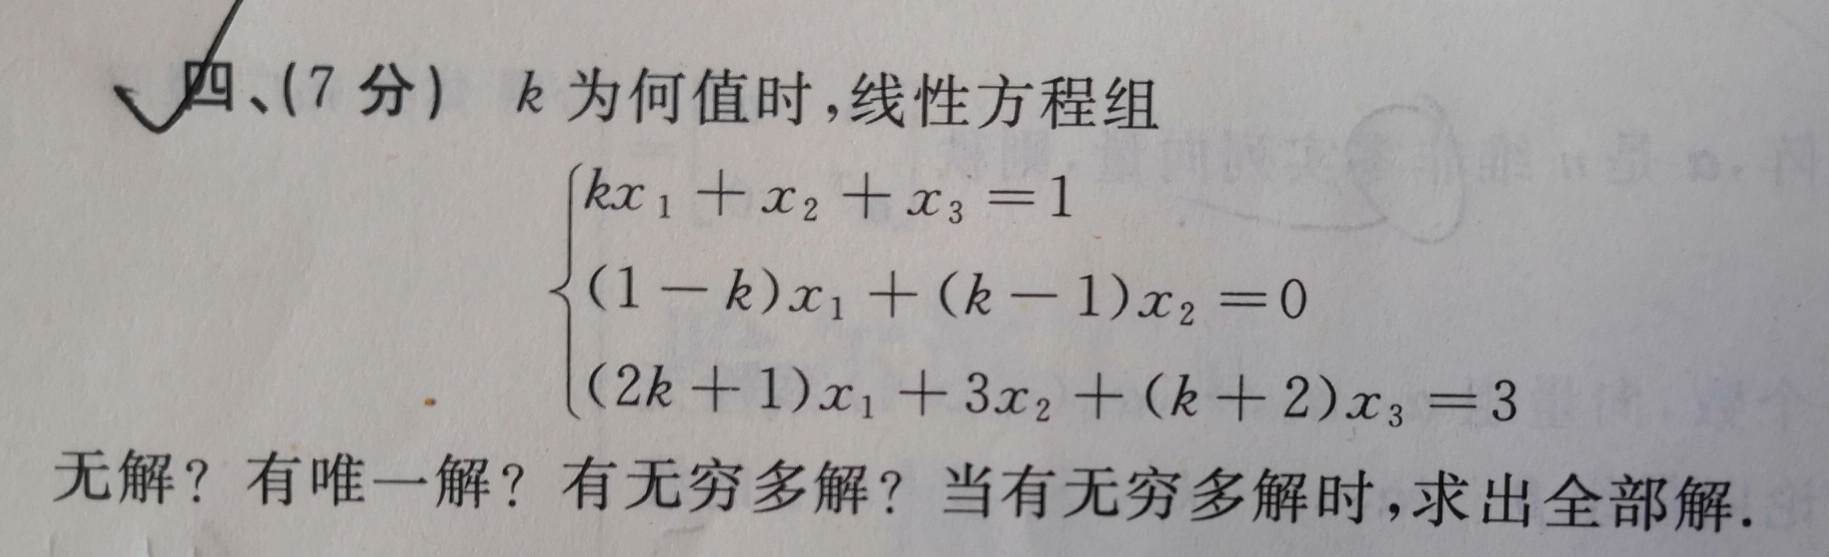 四、(7分) k 为何值时,线性方程组
kx₁ + x₂ + x₃ = 1
(1 - k)x₁ + (k - 1)x₂ = 0
(2k + 1)x₁ + 3x₂ + (k + 2)x₃ = 3
无解? 有唯一解? 有无穷多解? 当有无穷多解时,求出全部解.